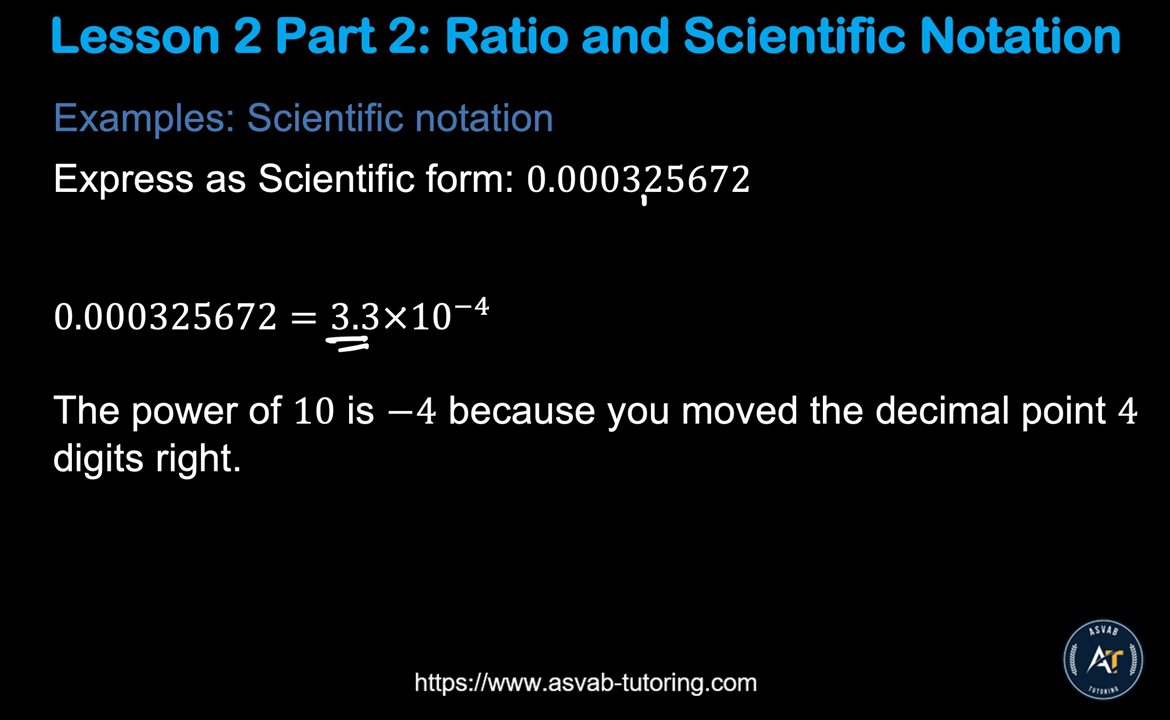 Lesson 2 Part 2: Ratio and Scientific Notation
Examples: Scientific notation
Express as Scientific form: 0.000325672
0.000325672 = 3.3×10⁻⁴
The power of 10 is −4 because you moved the decimal point 4
digits right.
https://www.asvab-tutoring.com
ASVAB
AT
TUTORING